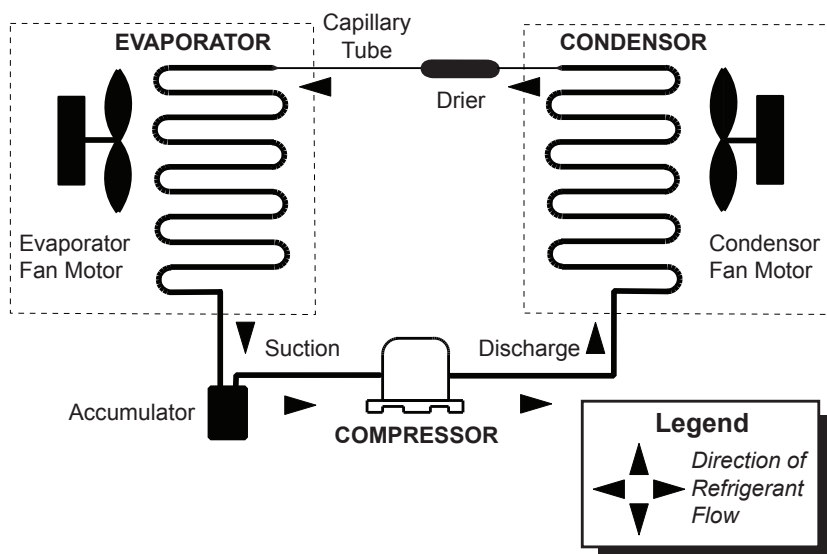 EVAPORATOR
Capillary
Tube
CONDENSOR
Drier
Evaporator
Fan Motor
Condensor
Fan Motor
Suction
Discharge
Accumulator
COMPRESSOR
Legend
Direction of
Refrigerant
Flow